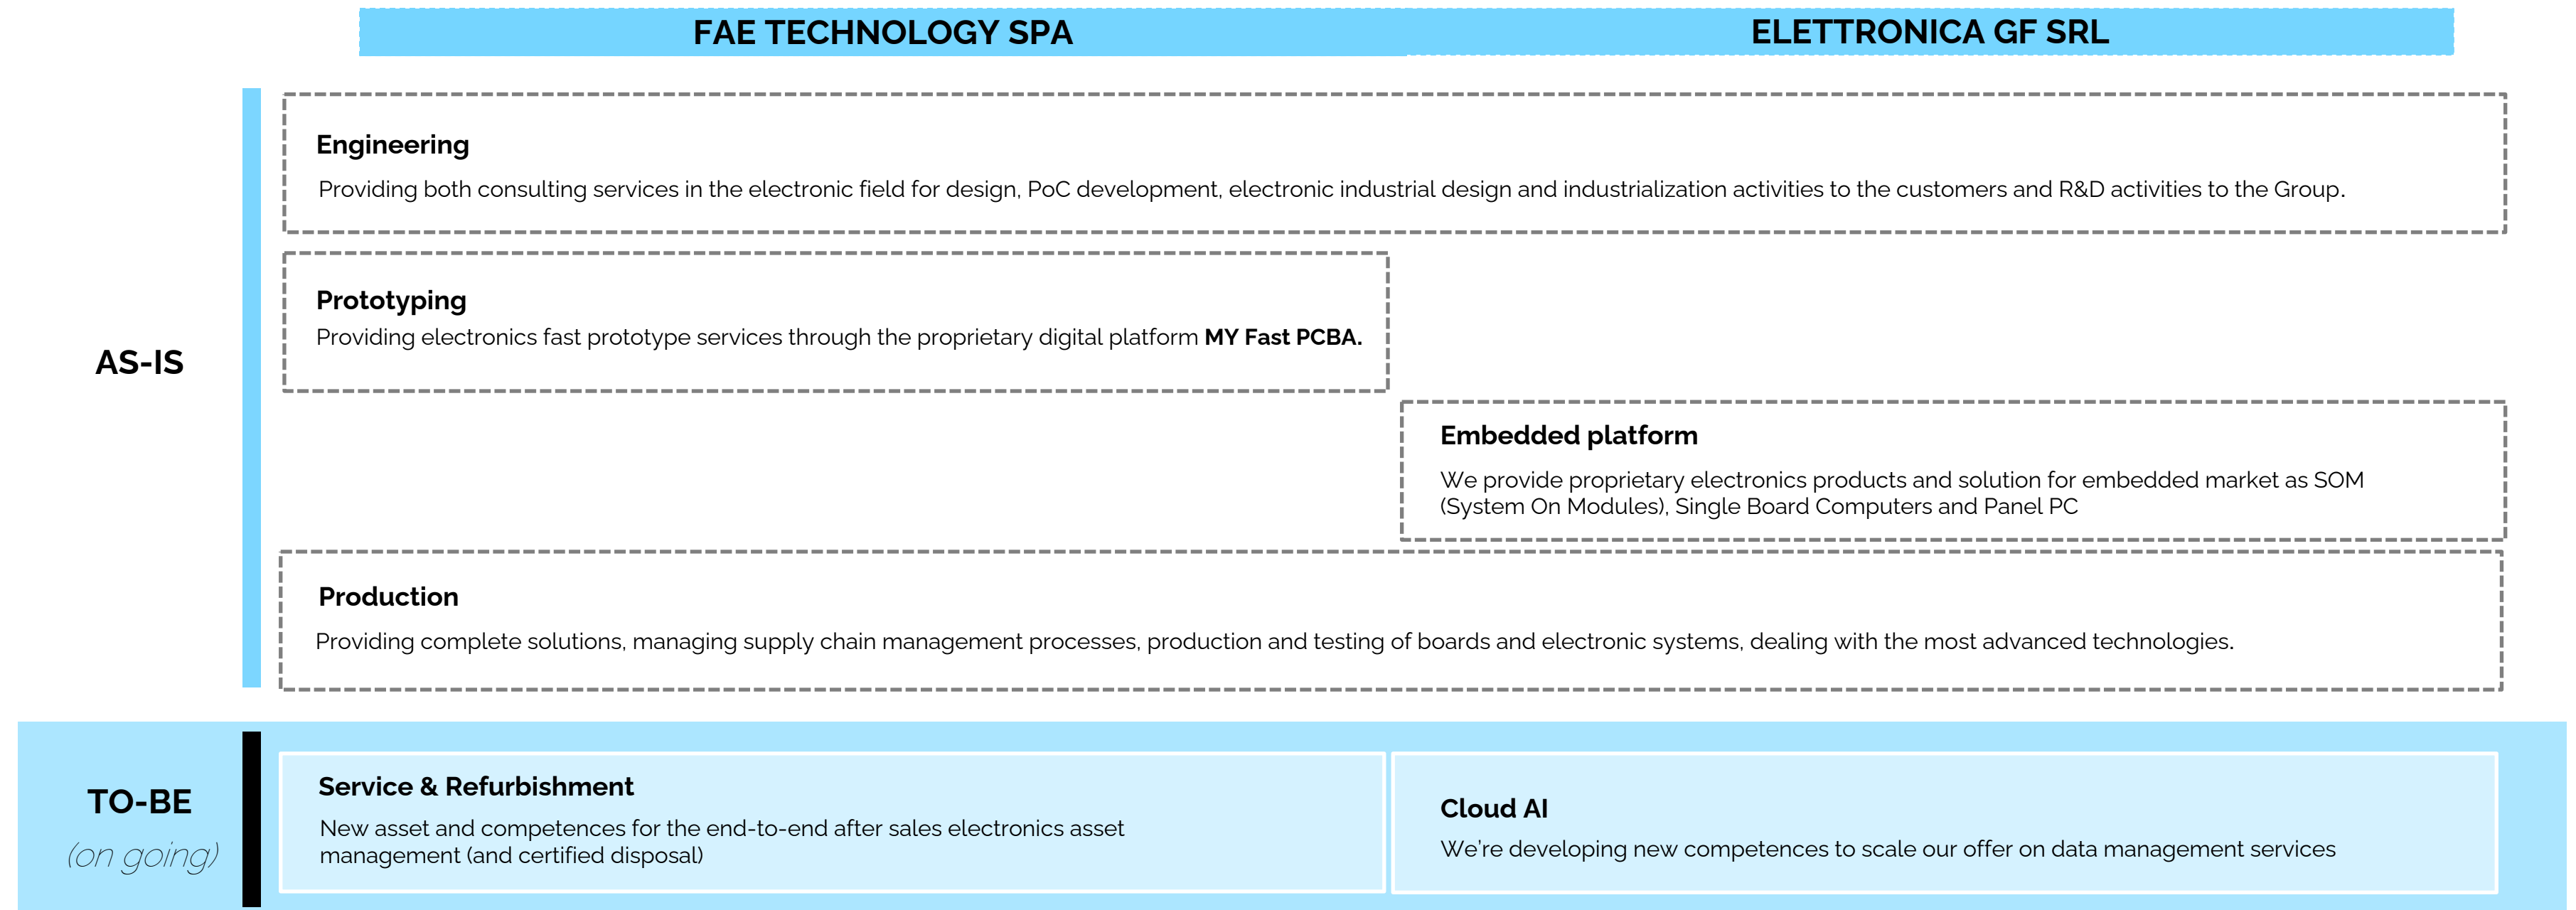 FAE TECHNOLOGY SPA
ELETTRONICA GF SRL
AS-IS
Engineering
Providing both consulting services in the electronic field for design, PoC development, electronic industrial design and industrialization activities to the customers and R&D activities to the Group.
Prototyping
Providing electronics fast prototype services through the proprietary digital platform MY Fast PCBA.
Embedded platform
We provide proprietary electronics products and solution for embedded market as SOM
(System On Modules), Single Board Computers and Panel PC
Production
Providing complete solutions, managing supply chain management processes, production and testing of boards and electronic systems, dealing with the most advanced technologies.
TO-BE
(on going)
Service & Refurbishment
New asset and competences for the end-to-end after sales electronics asset
management (and certified disposal)
Cloud AI
We're developing new competences to scale our offer on data management services